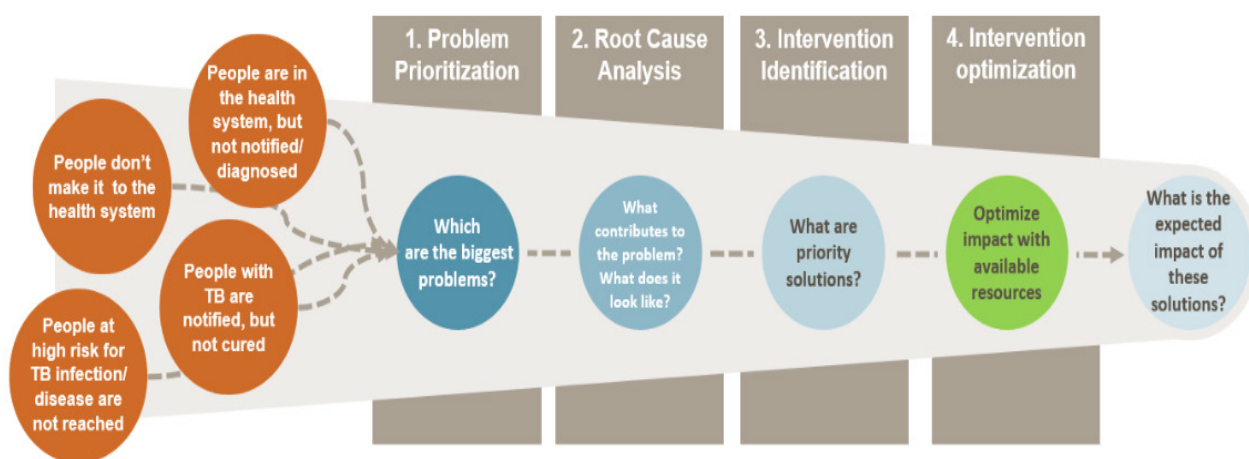 1. Problem
Prioritization
2. Root Cause
Analysis
3. Intervention
Identification
4. Intervention
optimization
People are in
the health
system, but
not notified/
diagnosed
People don’t
make it to the
health system
People with
TB are
notified, but
not cured
People at
high risk for
TB infection/
disease are
not reached
Which
are the biggest
problems?
What
contributes to
the problem?
What does it
look like?
What are
priority
solutions?
Optimize
impact with
available
resources
What is the
expected
impact of
these
solutions?